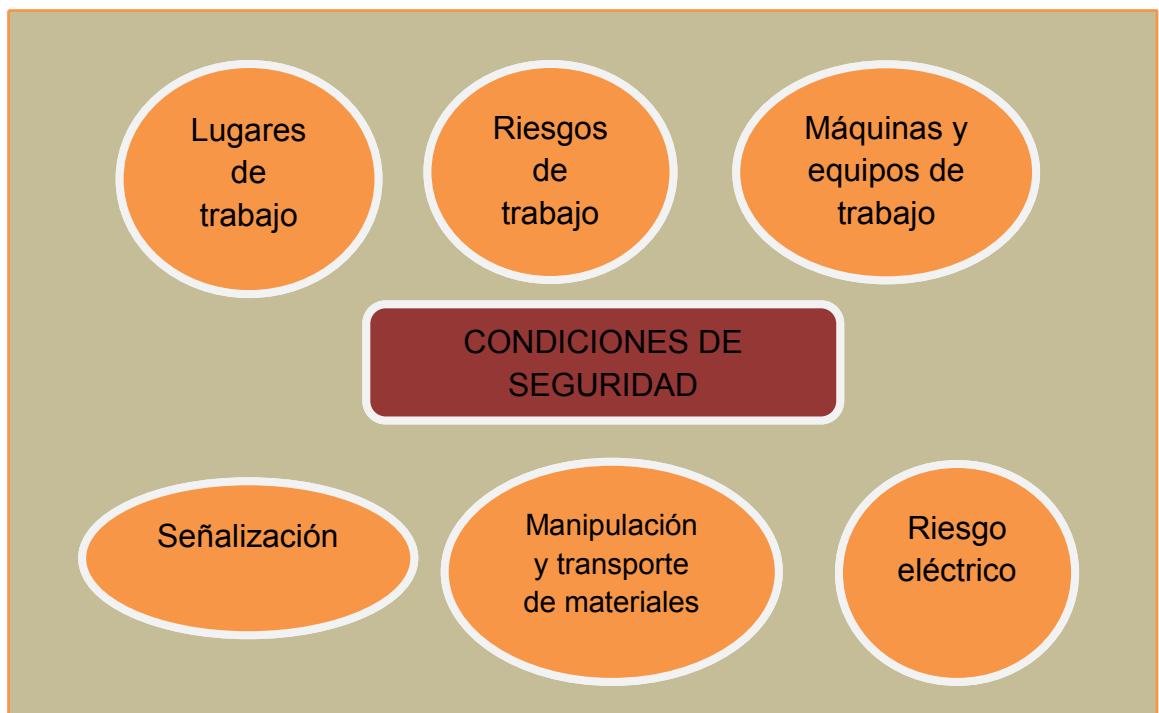 Lugares
de
trabajo
Riesgos
de
trabajo
Máquinas y
equipos de
trabajo
CONDICIONES DE
SEGURIDAD
Señalización
Manipulación
y transporte
de materiales
Riesgo
eléctrico